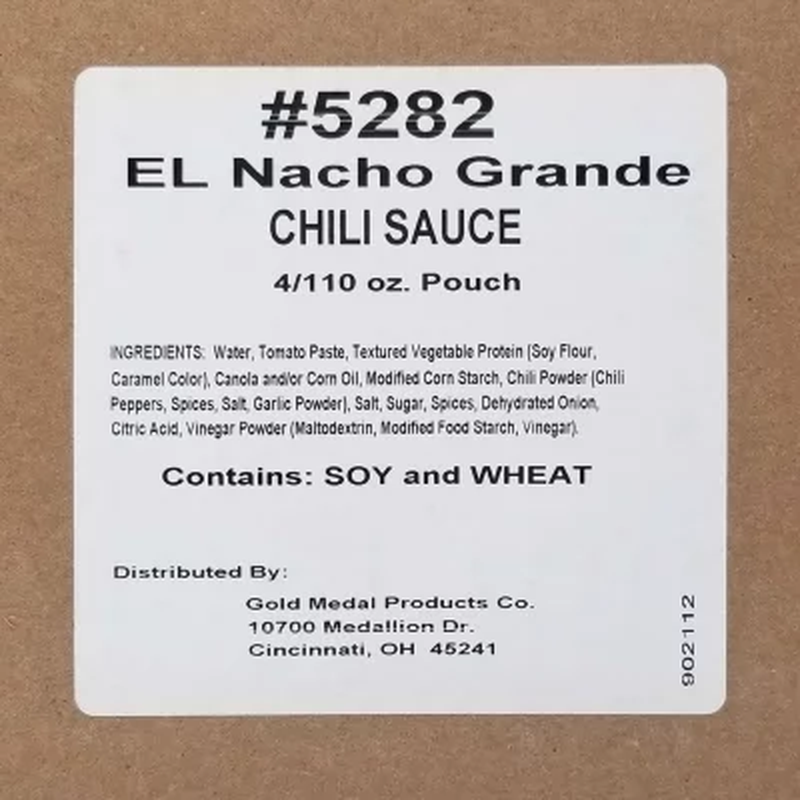 #5282
EL Nacho Grande
CHILI SAUCE
4/110 oz. Pouch
INGREDIENTS: Water, Tomato Paste, Textured Vegetable Protein (Soy Flour,
Caramel Color), Canola and/or Corn Oil, Modified Corn Starch, Chili Powder (Chili
Peppers, Spices, Salt, Garlic Powder), Salt, Sugar, Spices, Dehydrated Onion,
Citric Acid, Vinegar Powder (Maltodextrin, Modified Food Starch, Vinegar).
Contains: SOY and WHEAT
Distributed By:
Gold Medal Products Co.
10700 Medallion Dr.
Cincinnati, OH 45241
902112